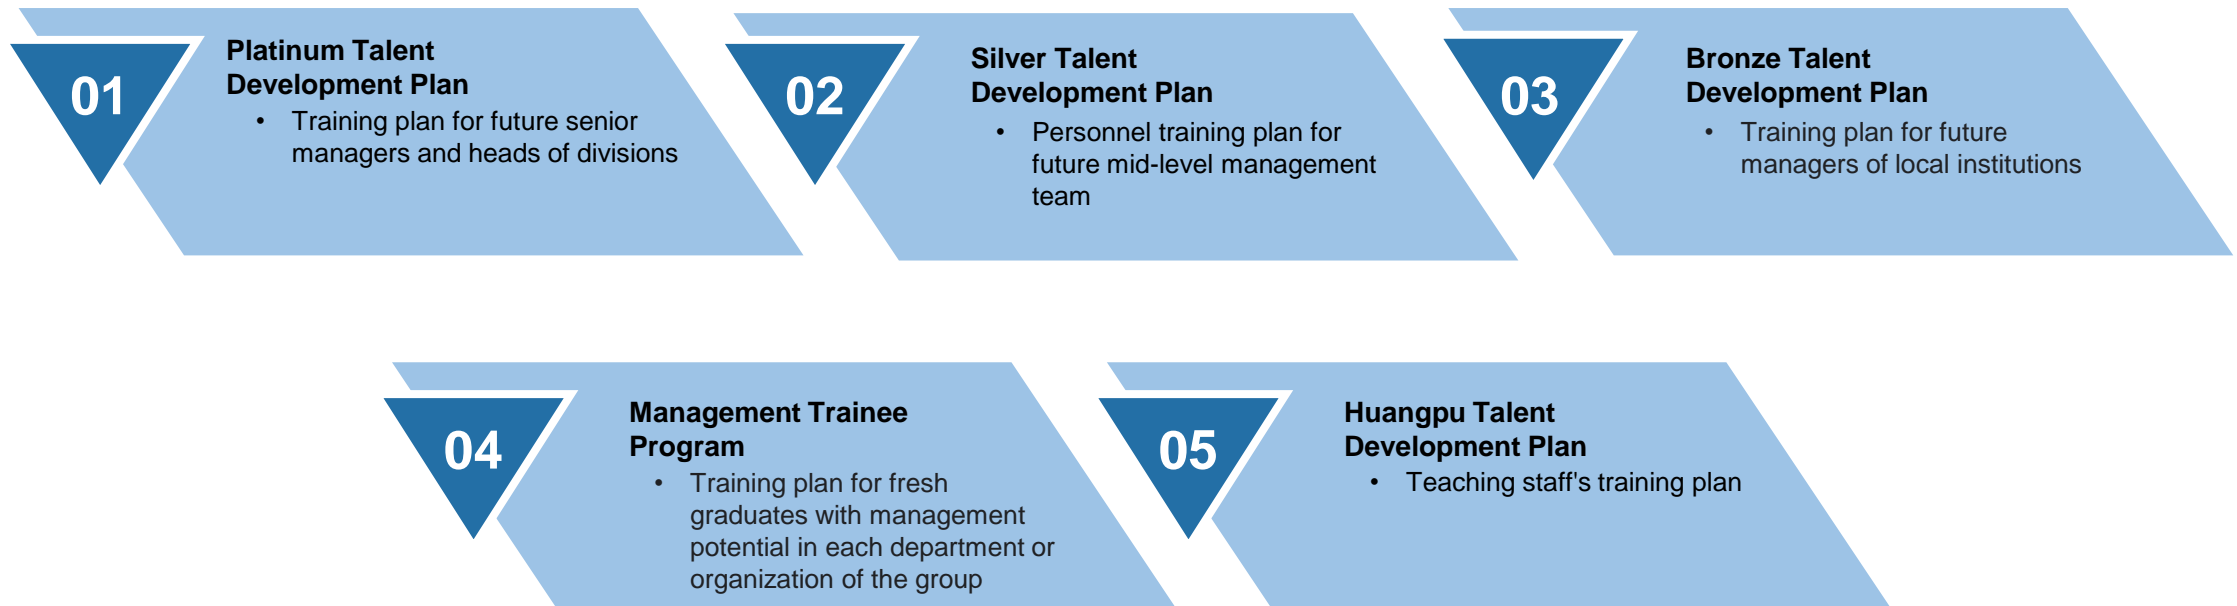 01
Platinum Talent
Development Plan
• Training plan for future senior
managers and heads of divisions
02
Silver Talent
Development Plan
• Personnel training plan for
future mid-level management
team
03
Bronze Talent
Development Plan
• Training plan for future
managers of local institutions
04
Management Trainee
Program
• Training plan for fresh
graduates with management
potential in each department or
organization of the group
05
Huangpu Talent
Development Plan
• Teaching staff's training plan